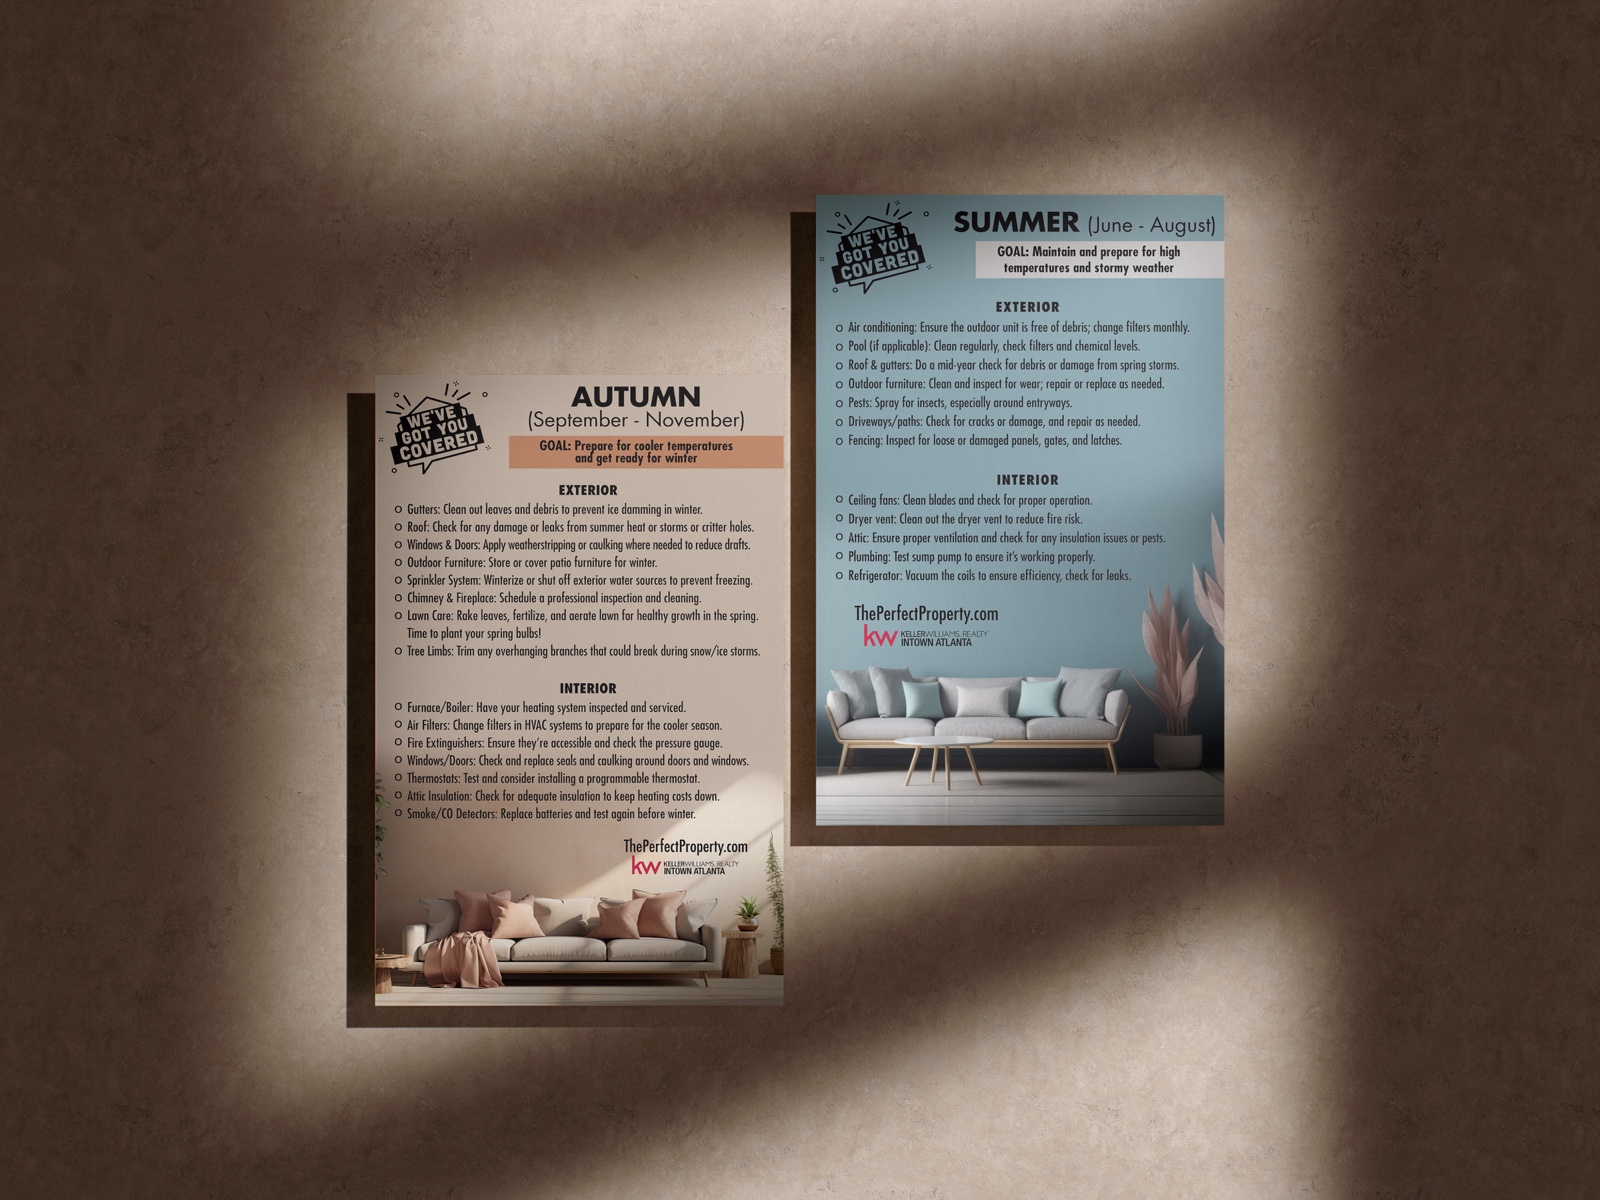 WE'VE
GOT YOU
COVERED
AUTUMN
(September - November)
GOAL: Prepare for cooler temperatures
and get ready for winter
EXTERIOR
o Gutters: Clean out leaves and debris to prevent ice damming in winter.
o Roof: Check for any damage or leaks from summer heat or storms or critter holes.
o Windows & Doors: Apply weatherstripping or caulking where needed to reduce drafts.
o Outdoor Furniture: Store or cover patio furniture for winter.
o Sprinkler System: Winterize or shut off exterior water sources to prevent freezing.
o Chimney & Fireplace: Schedule a professional inspection and cleaning.
o Lawn Care: Rake leaves, fertilize, and aerate lawn for healthy growth in the spring.
Time to plant your spring bulbs!
o Tree Limbs: Trim any overhanging branches that could break during snow/ice storms.
INTERIOR
o Furnace/Boiler: Have your heating system inspected and serviced.
o Air Filters: Change filters in HVAC systems to prepare for the cooler season.
o Fire Extinguishers: Ensure they're accessible and check the pressure gauge.
o Windows/Doors: Check and replace seals and caulking around doors and windows.
o Thermostats: Test and consider installing a programmable thermostat.
o Attic Insulation: Check for adequate insulation to keep heating costs down.
o Smoke/CO Detectors: Replace batteries and test again before winter.
ThePerfectProperty.com
kw KELLERWILLIAMS. REALTY
INTOWN ATLANTA
WE'VE
GOT YOU
COVERED
SUMMER (June - August)
GOAL: Maintain and prepare for high
temperatures and stormy weather
EXTERIOR
o Air conditioning: Ensure the outdoor unit is free of debris; change filters monthly.
o Pool (if applicable): Clean regularly, check filters and chemical levels.
o Roof & gutters: Do a mid-year check for debris or damage from spring storms.
o Outdoor furniture: Clean and inspect for wear; repair or replace as needed.
o Pests: Spray for insects, especially around entryways.
o Driveways/paths: Check for cracks or damage, and repair as needed.
o Fencing: Inspect for loose or damaged panels, gates, and latches.
INTERIOR
o Ceiling fans: Clean blades and check for proper operation.
o Dryer vent: Clean out the dryer vent to reduce fire risk.
o Attic: Ensure proper ventilation and check for any insulation issues or pests.
o Plumbing: Test sump pump to ensure it's working properly.
o Refrigerator: Vacuum the coils to ensure efficiency, check for leaks.
ThePerfectProperty.com
kw KELLERWILLIAMS. REALTY
INTOWN ATLANTA